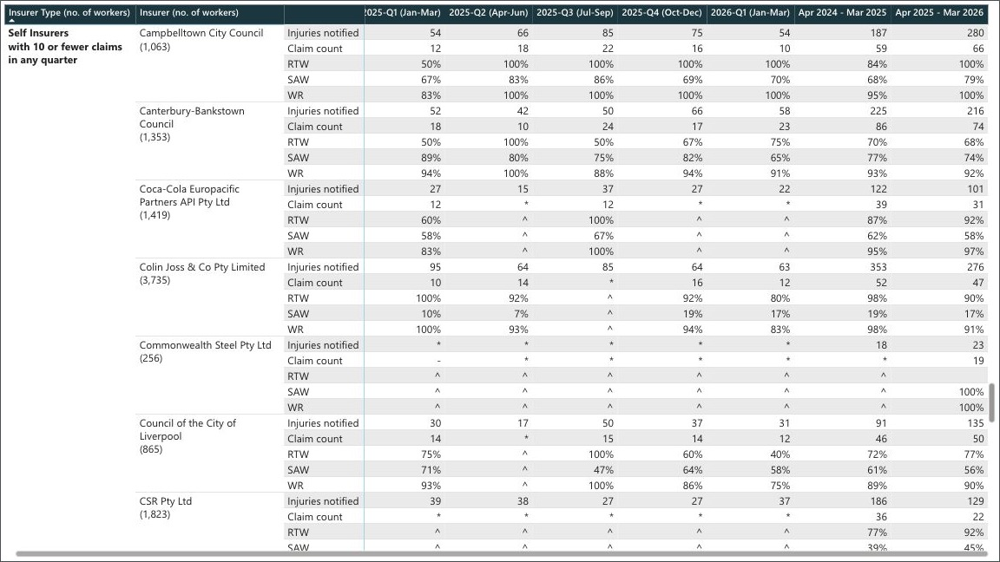 Insurer Type (no. of workers) Insurer (no. of workers) 2025-Q1 (Jan-Mar) 2025-Q2 (Apr-Jun) 2025-Q3 (Jul-Sep) 2025-Q4 (Oct-Dec) 2026-Q1 (Jan-Mar) Apr 2024 - Mar 2025 Apr 2025 - Mar 2026
Self Insurers Campbelltown City Council Injuries notified 54 66 85 75 54 187 280
with 10 or fewer claims (1,063) Claim count 12 18 22 16 10 59 66
in any quarter RTW 50% 100% 100% 100% 100% 84% 100%
SAW 67% 83% 86% 69% 70% 68% 79%
WR 83% 100% 100% 100% 100% 95% 100%
Canterbury-Bankstown Injuries notified 52 42 50 66 58 225 216
Council Claim count 18 10 24 17 23 86 74
(1,353) RTW 50% 100% 50% 67% 75% 70% 68%
SAW 89% 80% 75% 82% 65% 77% 74%
WR 94% 100% 88% 94% 91% 93% 92%
Coca-Cola Europacific Injuries notified 27 15 37 27 22 122 101
Partners API Pty Ltd Claim count 12 * 12 * * 39 31
(1,419) RTW 60% ^ 100% ^ ^ 87% 92%
SAW 58% ^ 67% ^ ^ 62% 58%
WR 83% ^ 100% ^ ^ 95% 97%
Colin Joss & Co Pty Limited Injuries notified 95 64 85 64 63 353 276
(3,735) Claim count 10 14 * 16 12 52 47
RTW 100% 92% ^ 92% 80% 98% 90%
SAW 10% 7% ^ 19% 17% 19% 17%
WR 100% 93% ^ 94% 83% 98% 91%
Commonwealth Steel Pty Ltd Injuries notified * * * * * 18 23
(256) Claim count - * * * * * 19
RTW ^ ^ ^ ^ ^ ^
SAW ^ ^ ^ ^ ^ ^ 100%
WR ^ ^ ^ ^ ^ ^ 100%
Council of the City of Injuries notified 30 17 50 37 31 91 135
Liverpool Claim count 14 * 15 14 12 46 50
(865) RTW 75% ^ 100% 60% 40% 72% 77%
SAW 71% ^ 47% 64% 58% 61% 56%
WR 93% ^ 100% 86% 75% 89% 90%
CSR Pty Ltd Injuries notified 39 38 27 27 37 186 129
(1,823) Claim count * * * * * 36 22
RTW ^ ^ ^ ^ ^ 77% 92%
SAW ^ ^ ^ ^ ^ 39% 45%